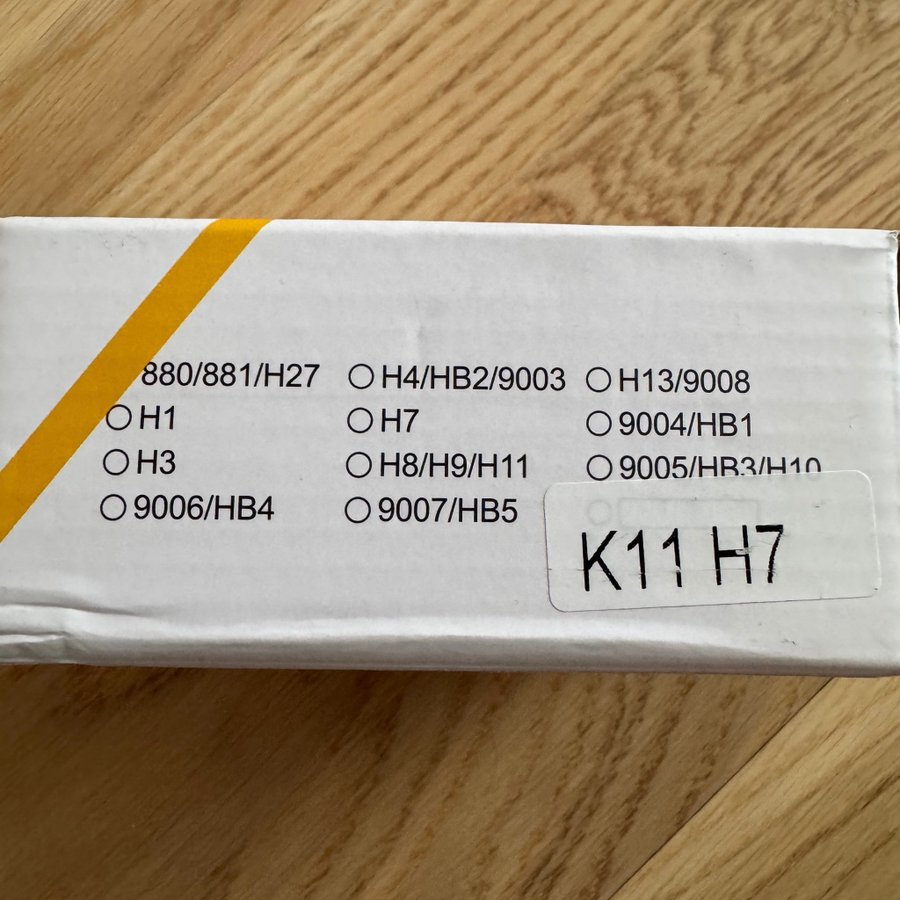 880/881/H27 H4/HB2/9003 H13/9008
H1 H7 9004/HB1
H3 H8/H9/H11 9005/HB3/H10
9006/HB4 9007/HB5
K11 H7